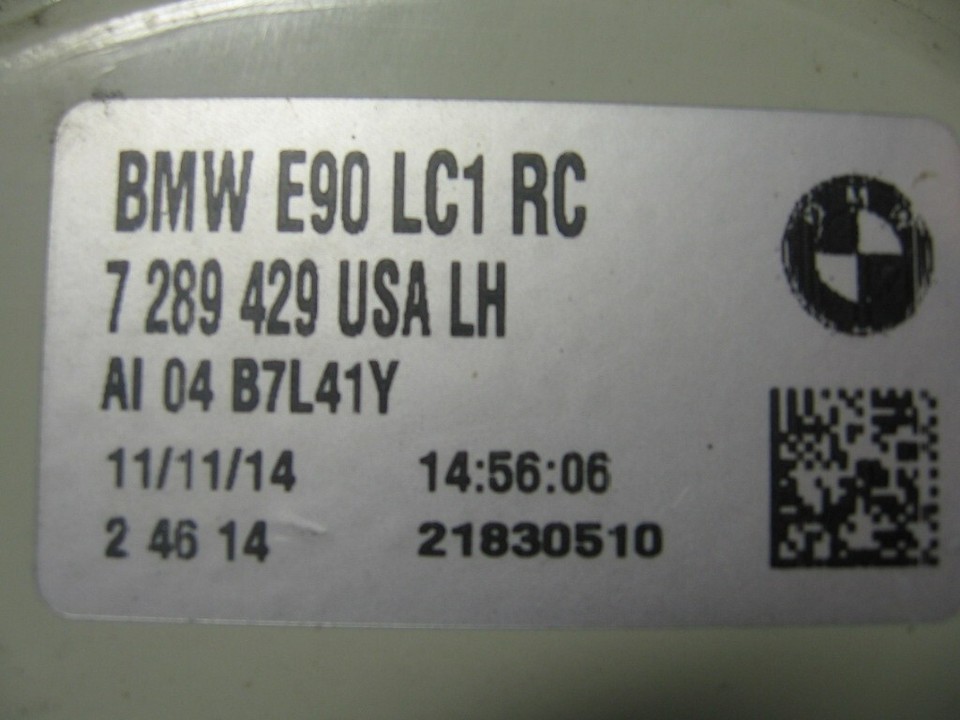 BMW E90 LC1 RC
7 289 429 USA LH
AI 04 B7L41Y
11/11/14 14:56:06
2 46 14 21830510